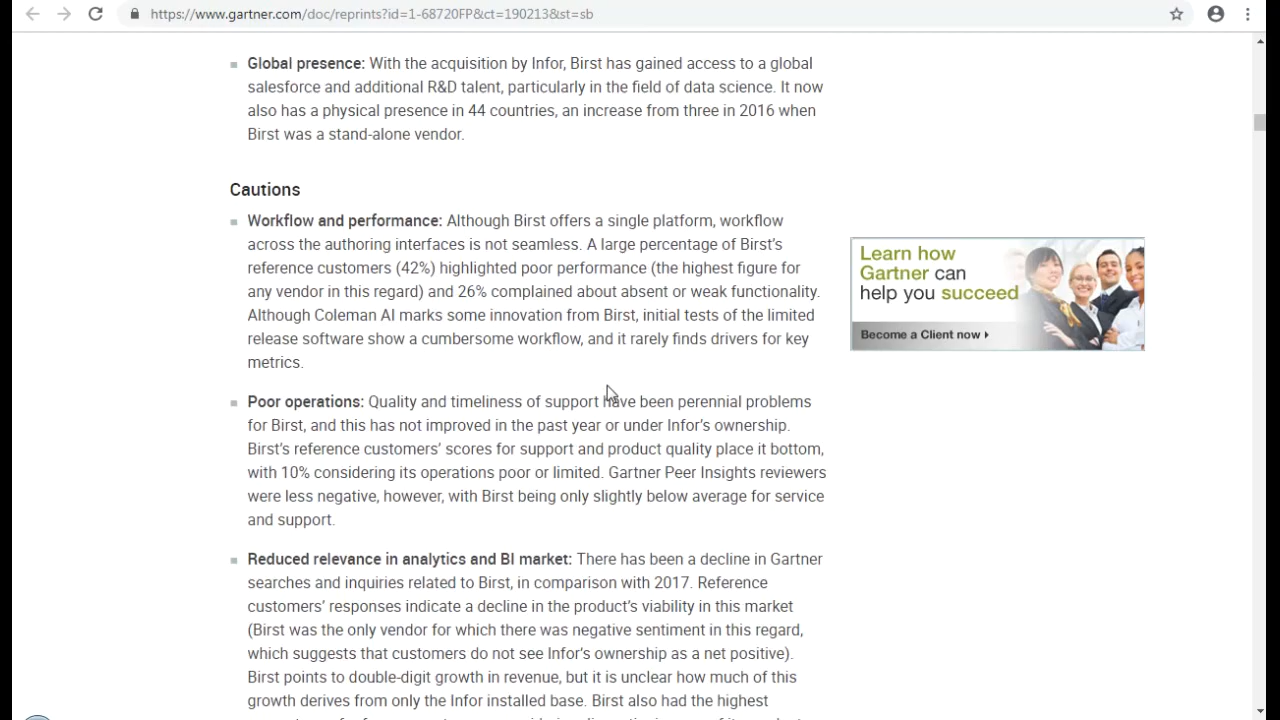 https://www.gartner.com/doc/reprints?id=1-68720FP&ct=190213&st=sb
Global presence: With the acquisition by Infor, Birst has gained access to a global
salesforce and additional R&D talent, particularly in the field of data science. It now
also has a physical presence in 44 countries, an increase from three in 2016 when
Birst was a stand-alone vendor.
Cautions
Workflow and performance: Although Birst offers a single platform, workflow
across the authoring interfaces is not seamless. A large percentage of Birst's
reference customers (42%) highlighted poor performance (the highest figure for
any vendor in this regard) and 26% complained about absent or weak functionality.
Although Coleman AI marks some innovation from Birst, initial tests of the limited
release software show a cumbersome workflow, and it rarely finds drivers for key
metrics.
Poor operations: Quality and timeliness of support have been perennial problems
for Birst, and this has not improved in the past year or under Infor's ownership.
Birst's reference customers' scores for support and product quality place it bottom,
with 10% considering its operations poor or limited. Gartner Peer Insights reviewers
were less negative, however, with Birst being only slightly below average for service
and support.
Reduced relevance in analytics and BI market: There has been a decline in Gartner
searches and inquiries related to Birst, in comparison with 2017. Reference
customers' responses indicate a decline in the product's viability in this market
(Birst was the only vendor for which there was negative sentiment in this regard,
which suggests that customers do not see Infor's ownership as a net positive).
Birst points to double-digit growth in revenue, but it is unclear how much of this
growth derives from only the Infor installed base. Birst also had the highest
Learn how
Gartner can
help you succeed
Become a Client now